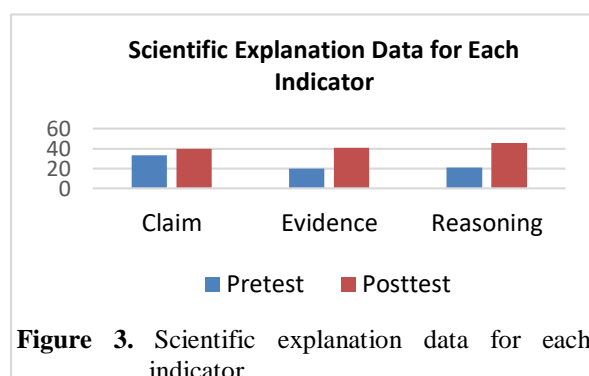 Scientific Explanation Data for Each
Indicator
60
40
20
0
Claim Evidence Reasoning
Pretest Posttest
Figure 3. Scientific explanation data for each
indicator